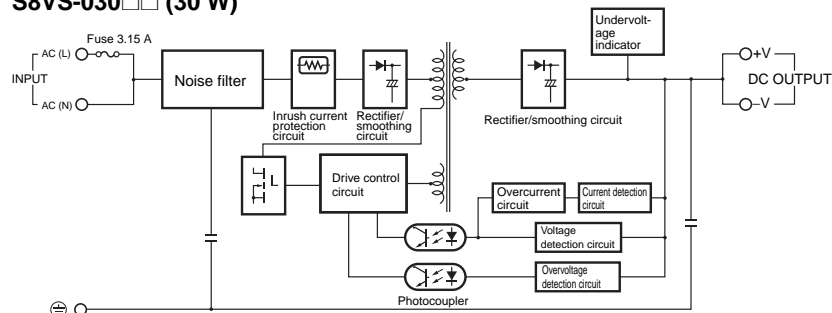 S8VS-030□□ (30 W)
Undervolt-
age
indicator
Fuse 3.15 A
AC (L)
INPUT
AC (N)
Noise filter
+V
DC OUTPUT
−V
Inrush current
protection
circuit
Rectifier/
smoothing
circuit
Rectifier/smoothing circuit
Drive control
circuit
Overcurrent
circuit
Current detection
circuit
Voltage
detection circuit
Overvoltage
detection circuit
Photocoupler